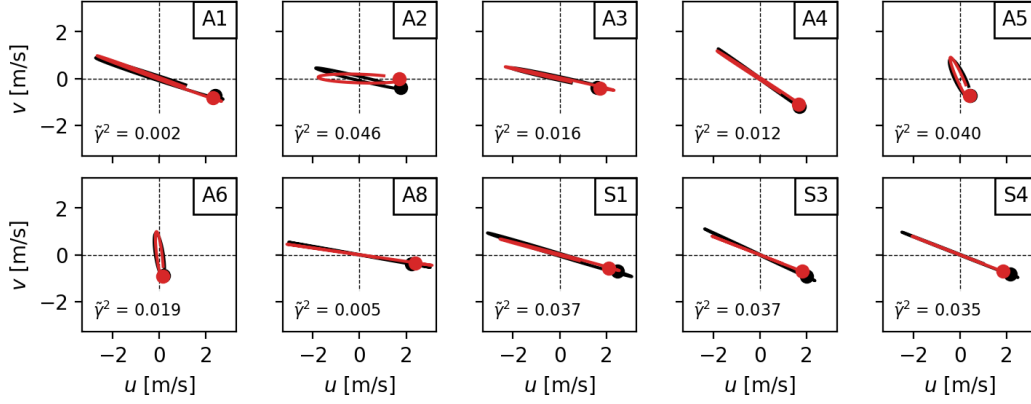 A1 A2 A3 A4 A5
2
0
−2
v [m/s]
γ̃² = 0.002 γ̃² = 0.046 γ̃² = 0.016 γ̃² = 0.012 γ̃² = 0.040
A6 A8 S1 S3 S4
2
0
−2
v [m/s]
γ̃² = 0.019 γ̃² = 0.005 γ̃² = 0.037 γ̃² = 0.037 γ̃² = 0.035
−2 0 2 −2 0 2 −2 0 2 −2 0 2 −2 0 2
u [m/s] u [m/s] u [m/s] u [m/s] u [m/s]